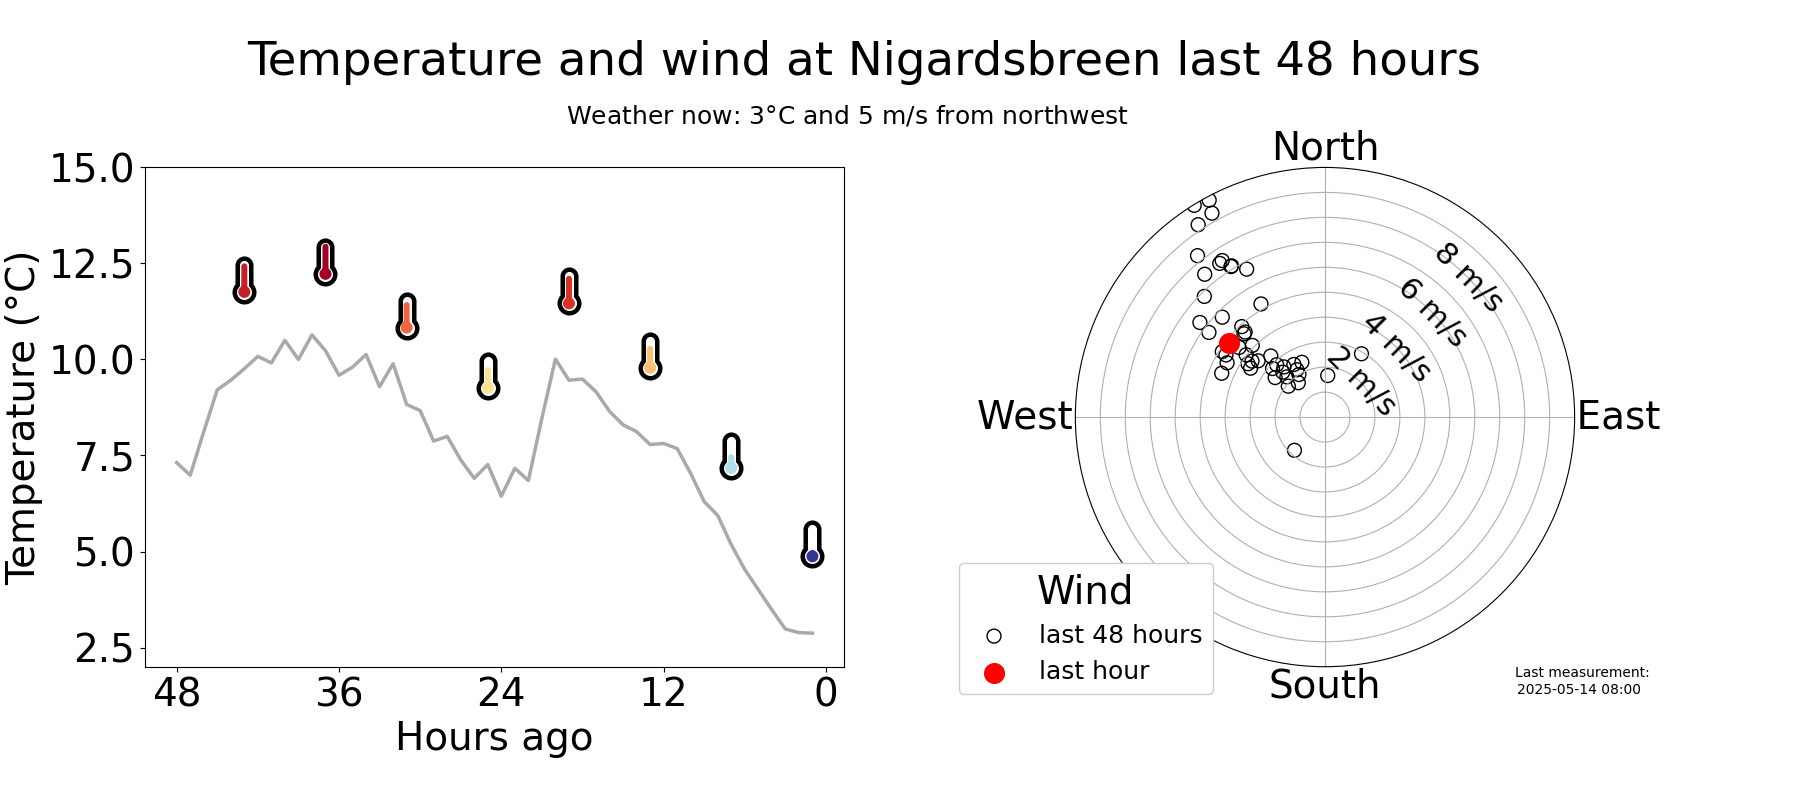 Temperature and wind at Nigardsbreen last 48 hours
Weather now: 3°C and 5 m/s from northwest
Temperature (°C)
15.0
12.5
10.0
7.5
5.0
2.5
48 36 24 12 0
Hours ago
North
West
East
South
8 m/s
6 m/s
4 m/s
2 m/s
Wind
last 48 hours
last hour
Last measurement:
2025-05-14 08:00